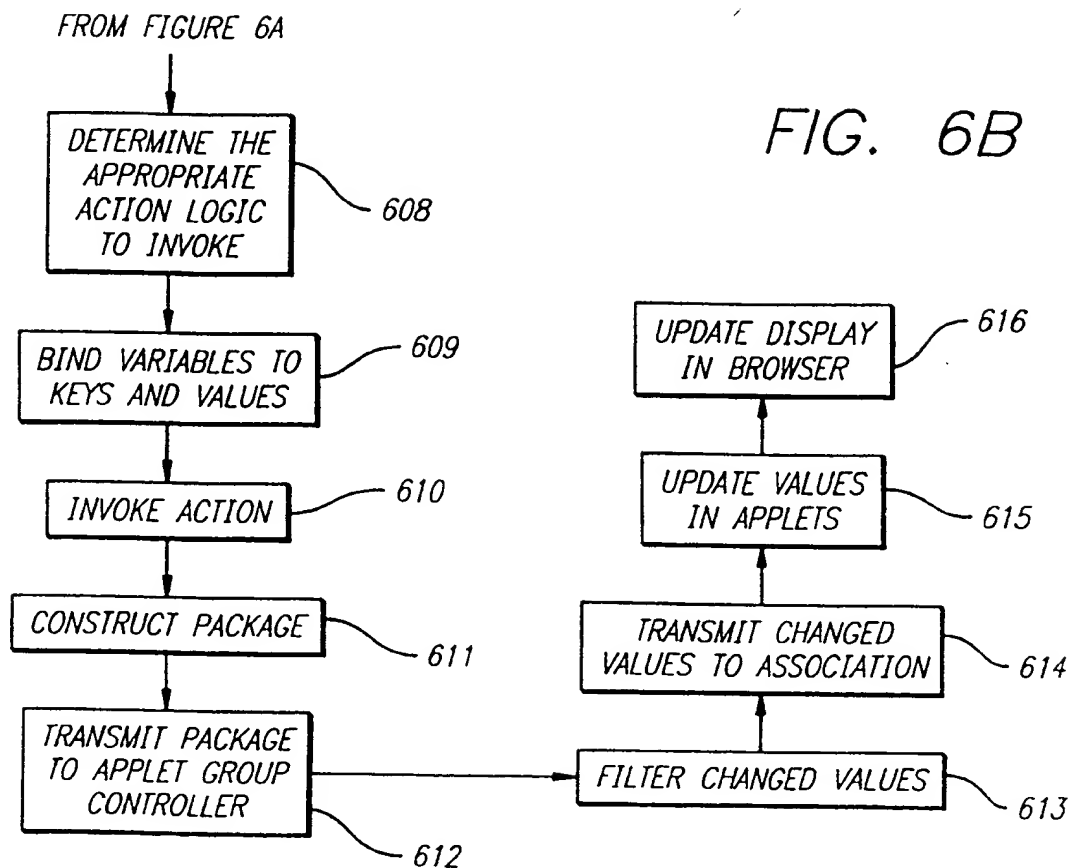 FROM FIGURE 6A
FIG. 6B
DETERMINE THE
APPROPRIATE
ACTION LOGIC
TO INVOKE
608
BIND VARIABLES TO
KEYS AND VALUES
609
INVOKE ACTION
610
CONSTRUCT PACKAGE
611
TRANSMIT PACKAGE
TO APPLET GROUP
CONTROLLER
612
FILTER CHANGED VALUES
613
TRANSMIT CHANGED
VALUES TO ASSOCIATION
614
UPDATE VALUES
IN APPLETS
615
UPDATE DISPLAY
IN BROWSER
616